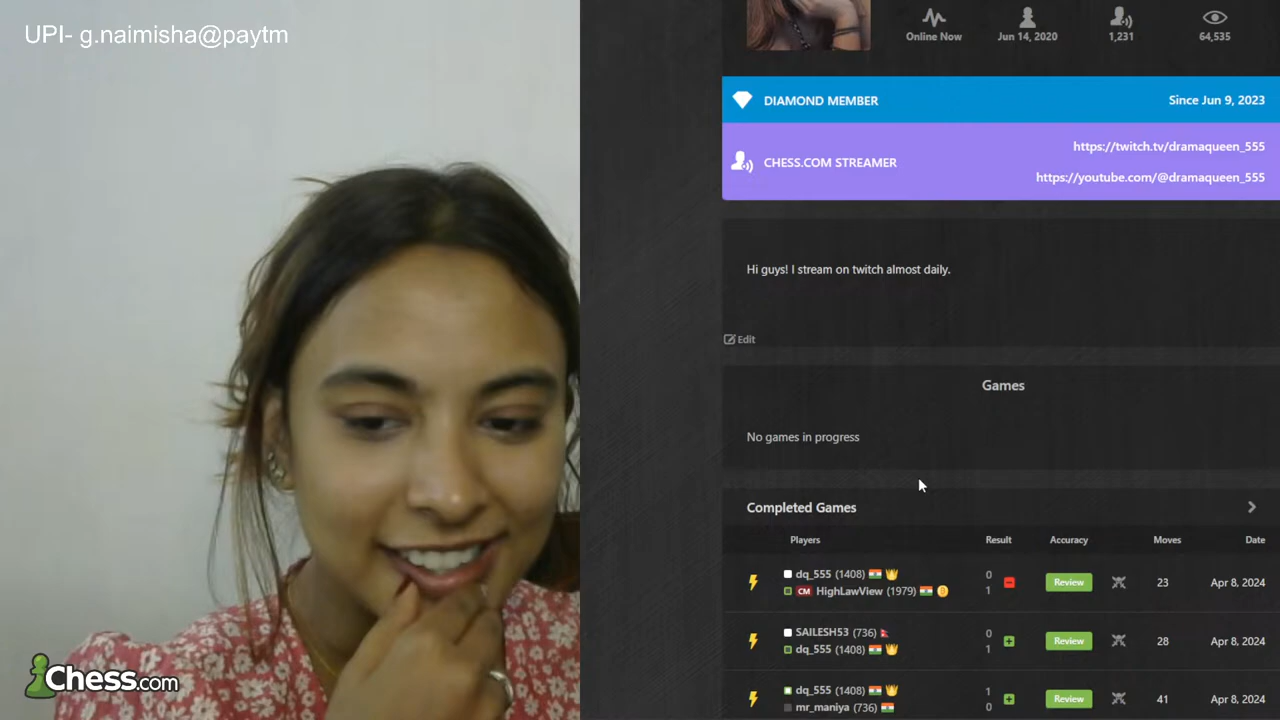 UPI- g.naimisha@paytm
Online Now
Jun 14, 2020
1,231
64,535
DIAMOND MEMBER
Since Jun 9, 2023
CHESS.COM STREAMER
https://twitch.tv/dramaqueen_555
https://youtube.com/@dramaqueen_555
Hi guys! I stream on twitch almost daily.
Edit
Games
No games in progress
Completed Games
Players Result Accuracy Moves Date
dq_555 (1408) 0
CM HighLawView (1979) 1
Review 23 Apr 8, 2024
SAILESH53 (736) 0
dq_555 (1408) 1
Review 28 Apr 8, 2024
dq_555 (1408) 1
mr_maniya (736) 0
Review 41 Apr 8, 2024
Chess.com